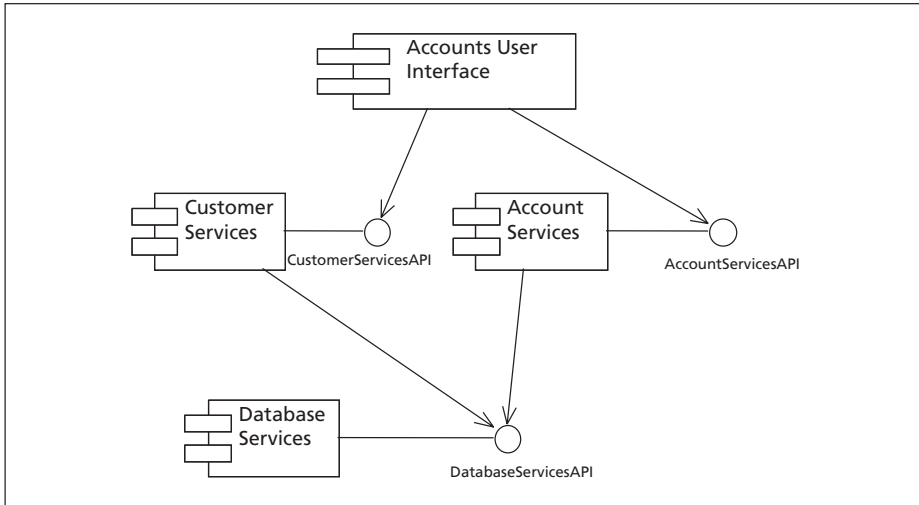 Accounts User
Interface
Customer
Services
CustomerServicesAPI
Account
Services
AccountServicesAPI
Database
Services
DatabaseServicesAPI